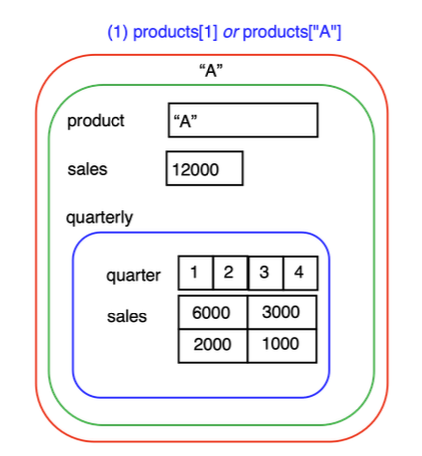 (1) products[1] or products["A"]
“A”
product “A”
sales 12000
quarterly
quarter 1 2 3 4
sales 6000 3000
2000 1000